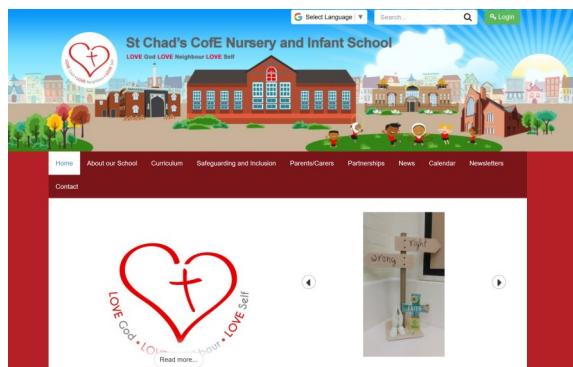 Select Language ▼
Search...
Login
St Chad's CofE Nursery and Infant School
LOVE God LOVE Neighbour LOVE Self
Home
About our School
Curriculum
Safeguarding and Inclusion
Parents/Carers
Partnerships
News
Calendar
Newsletters
Contact
LOVE God • LOVE Neighbour • LOVE Self
Read more...
right
wrong